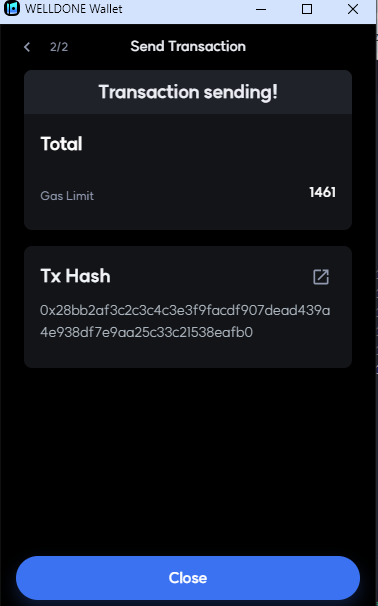 WELLDONE Wallet
2/2
Send Transaction
Transaction sending!
Total
Gas Limit
1461
Tx Hash
0x28bb2af3c2c3c4c3e3f9facdf907dead439a
4e938df7e9aa25c33c21538eafb0
Close